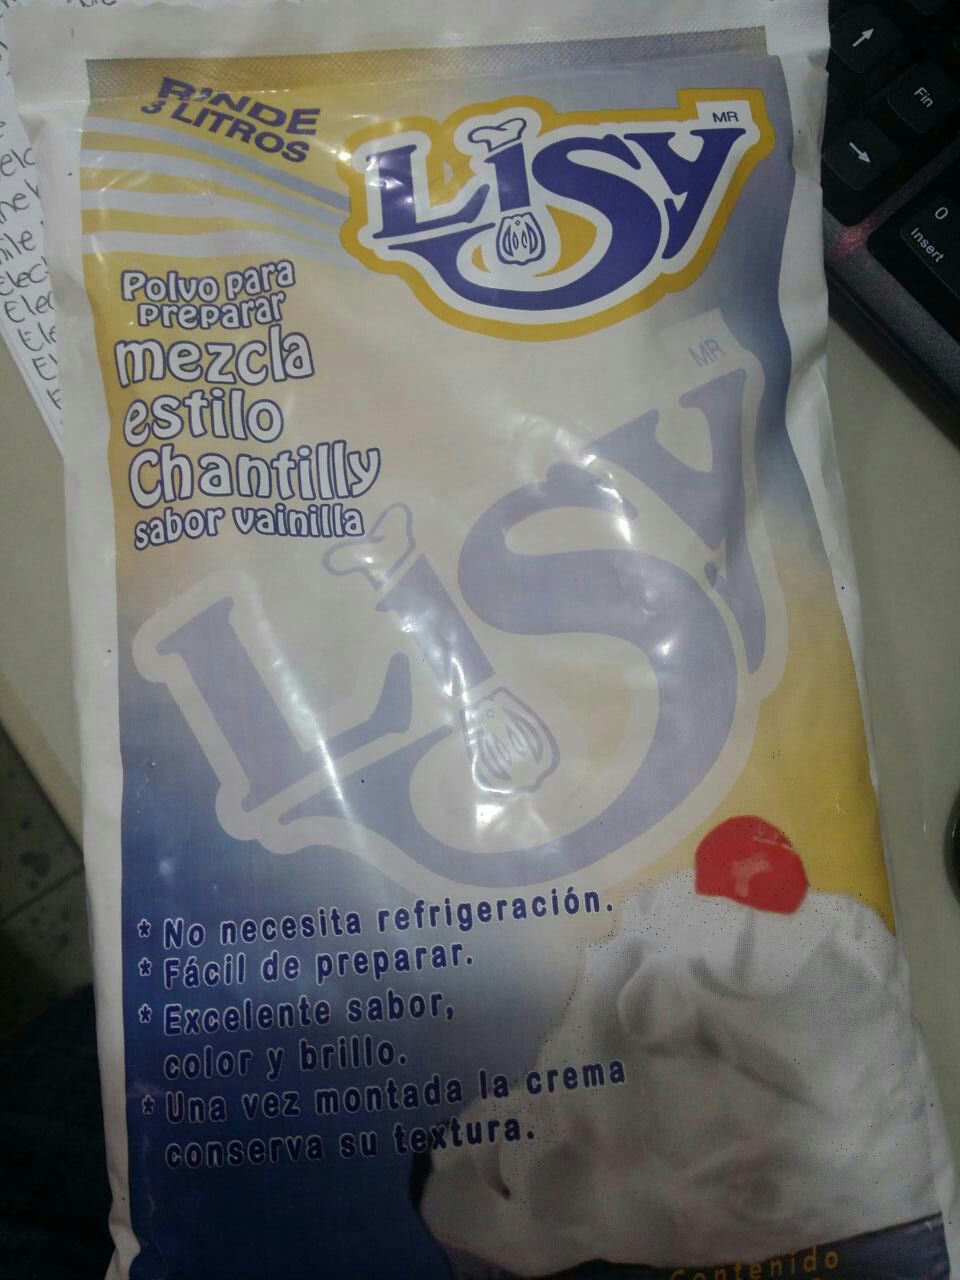 RINDE
3 LITROS
LiSy
MR
Polvo para
preparar
mezcla
estilo
Chantilly
sabor vainilla
MR
LiSy
* No necesita refrigeración.
* Fácil de preparar.
* Excelente sabor,
color y brillo.
* Una vez montada la crema
conserva su textura.
Contenido
Fin
0
Insert